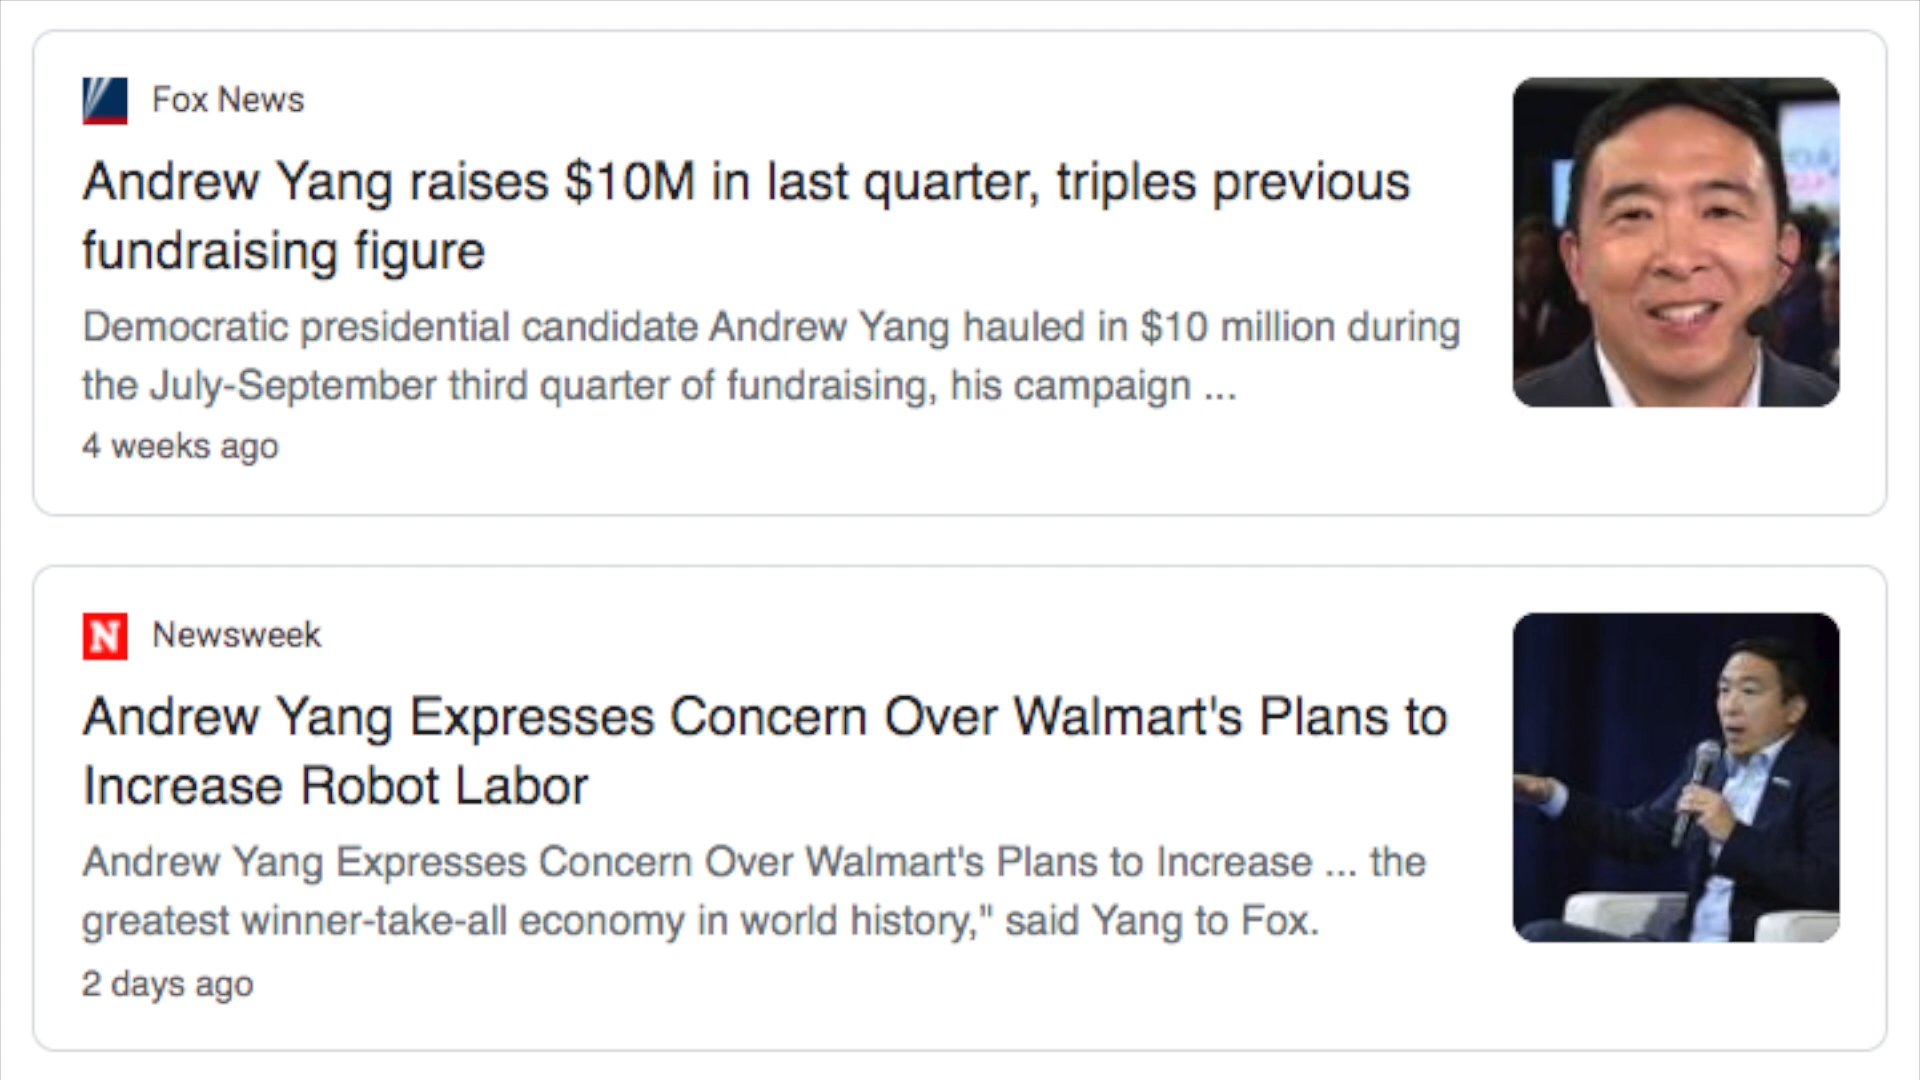 Fox News
Andrew Yang raises $10M in last quarter, triples previous
fundraising figure
Democratic presidential candidate Andrew Yang hauled in $10 million during
the July-September third quarter of fundraising, his campaign ...
4 weeks ago
N Newsweek
Andrew Yang Expresses Concern Over Walmart's Plans to
Increase Robot Labor
Andrew Yang Expresses Concern Over Walmart's Plans to Increase ... the
greatest winner-take-all economy in world history," said Yang to Fox.
2 days ago